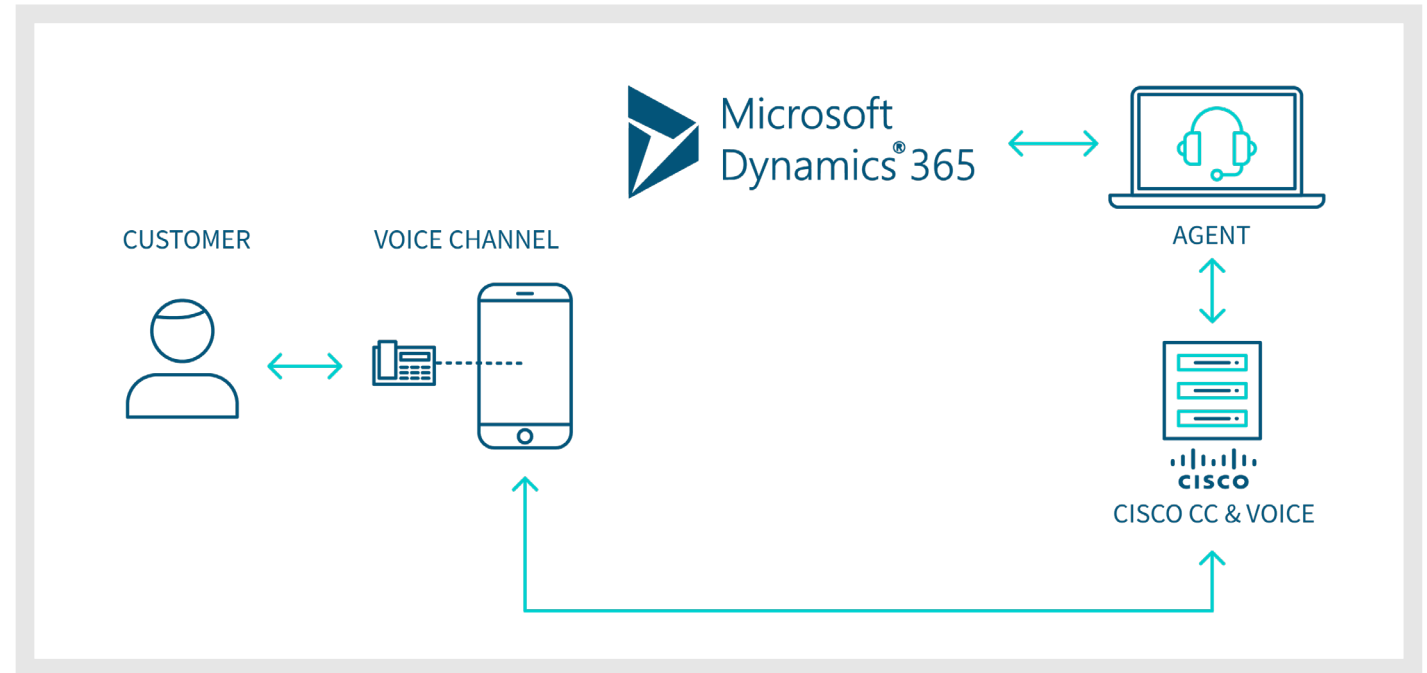 Microsoft
Dynamics® 365
CUSTOMER
VOICE CHANNEL
AGENT
CISCO
CISCO CC & VOICE